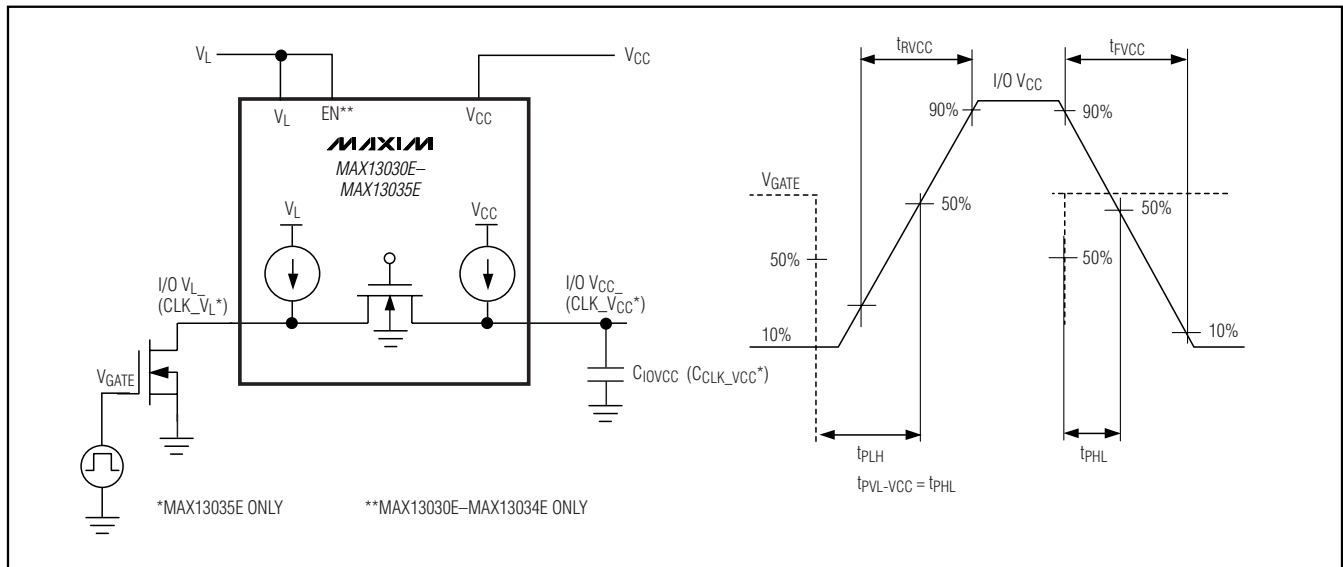 VL
VCC
VL
EN**
VCC
MAXIM
MAX13030E–
MAX13035E
VL
VCC
I/O VL_
(CLK_VL*)
I/O VCC_
(CLK_VCC*)
VGATE
CIOVCC (CCLK_VCC*)
*MAX13035E ONLY
**MAX13030E–MAX13034E ONLY
tRVCC
tFVCC
I/O VCC
90%
90%
VGATE
50%
50%
50%
50%
10%
10%
tPLH
tPHL
tPVL-VCC = tPHL